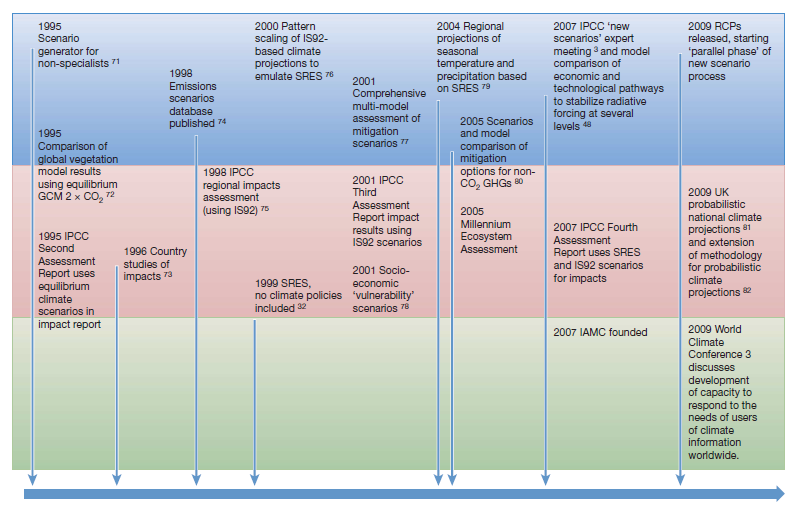 1995
Scenario
generator for
non-specialists 71
1995
Comparison of
global vegetation
model results
using equilibrium
GCM 2 × CO2 72
1995 IPCC
Second
Assessment
Report uses
equilibrium
climate
scenarios in
impact report
1996 Country
studies of
impacts 73
1998
Emissions
scenarios
database
published 74
1998 IPCC
regional impacts
assessment
(using IS92) 75
2000 Pattern
scaling of IS92-
based climate
projections to
emulate SRES 76
1999 SRES,
no climate policies
included 32
2001
Comprehensive
multi-model
assessment of
mitigation
scenarios 77
2001 IPCC
Third
Assessment
Report impact
results using
IS92 scenarios
2001 Socio-
economic
‘vulnerability’
scenarios 78
2004 Regional
projections of
seasonal
temperature and
precipitation based
on SRES 79
2005 Scenarios
and model
comparison of
mitigation
options for non-
CO2 GHGs 80
2005
Millennium
Ecosystem
Assessment
2007 IPCC ‘new
scenarios’ expert
meeting 3 and model
comparison of
economic and
technological pathways
to stabilize radiative
forcing at several
levels 48
2007 IPCC Fourth
Assessment
Report uses SRES
and IS92 scenarios
for impacts
2007 IAMC founded
2009 RCPs
released, starting
‘parallel phase’ of
new scenario
process
2009 UK
probabilistic
national climate
projections 81
and extension
of methodology
for probabilistic
climate
projections 82
2009 World
Climate
Conference 3
discusses
development
of capacity to
respond to the
needs of users
of climate
information
worldwide.